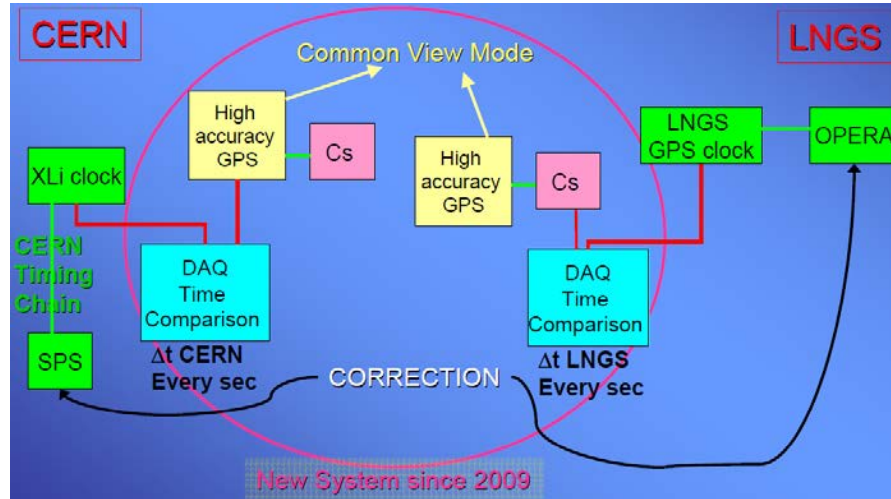 CERN
LNGS
Common View Mode
High
accuracy
GPS
Cs
XLi clock
High
accuracy
GPS
Cs
LNGS
GPS clock
OPERA
CERN
Timing
Chain
DAQ
Time
Comparison
DAQ
Time
Comparison
SPS
Δt CERN
Every sec
CORRECTION
Δt LNGS
Every sec
New System since 2009